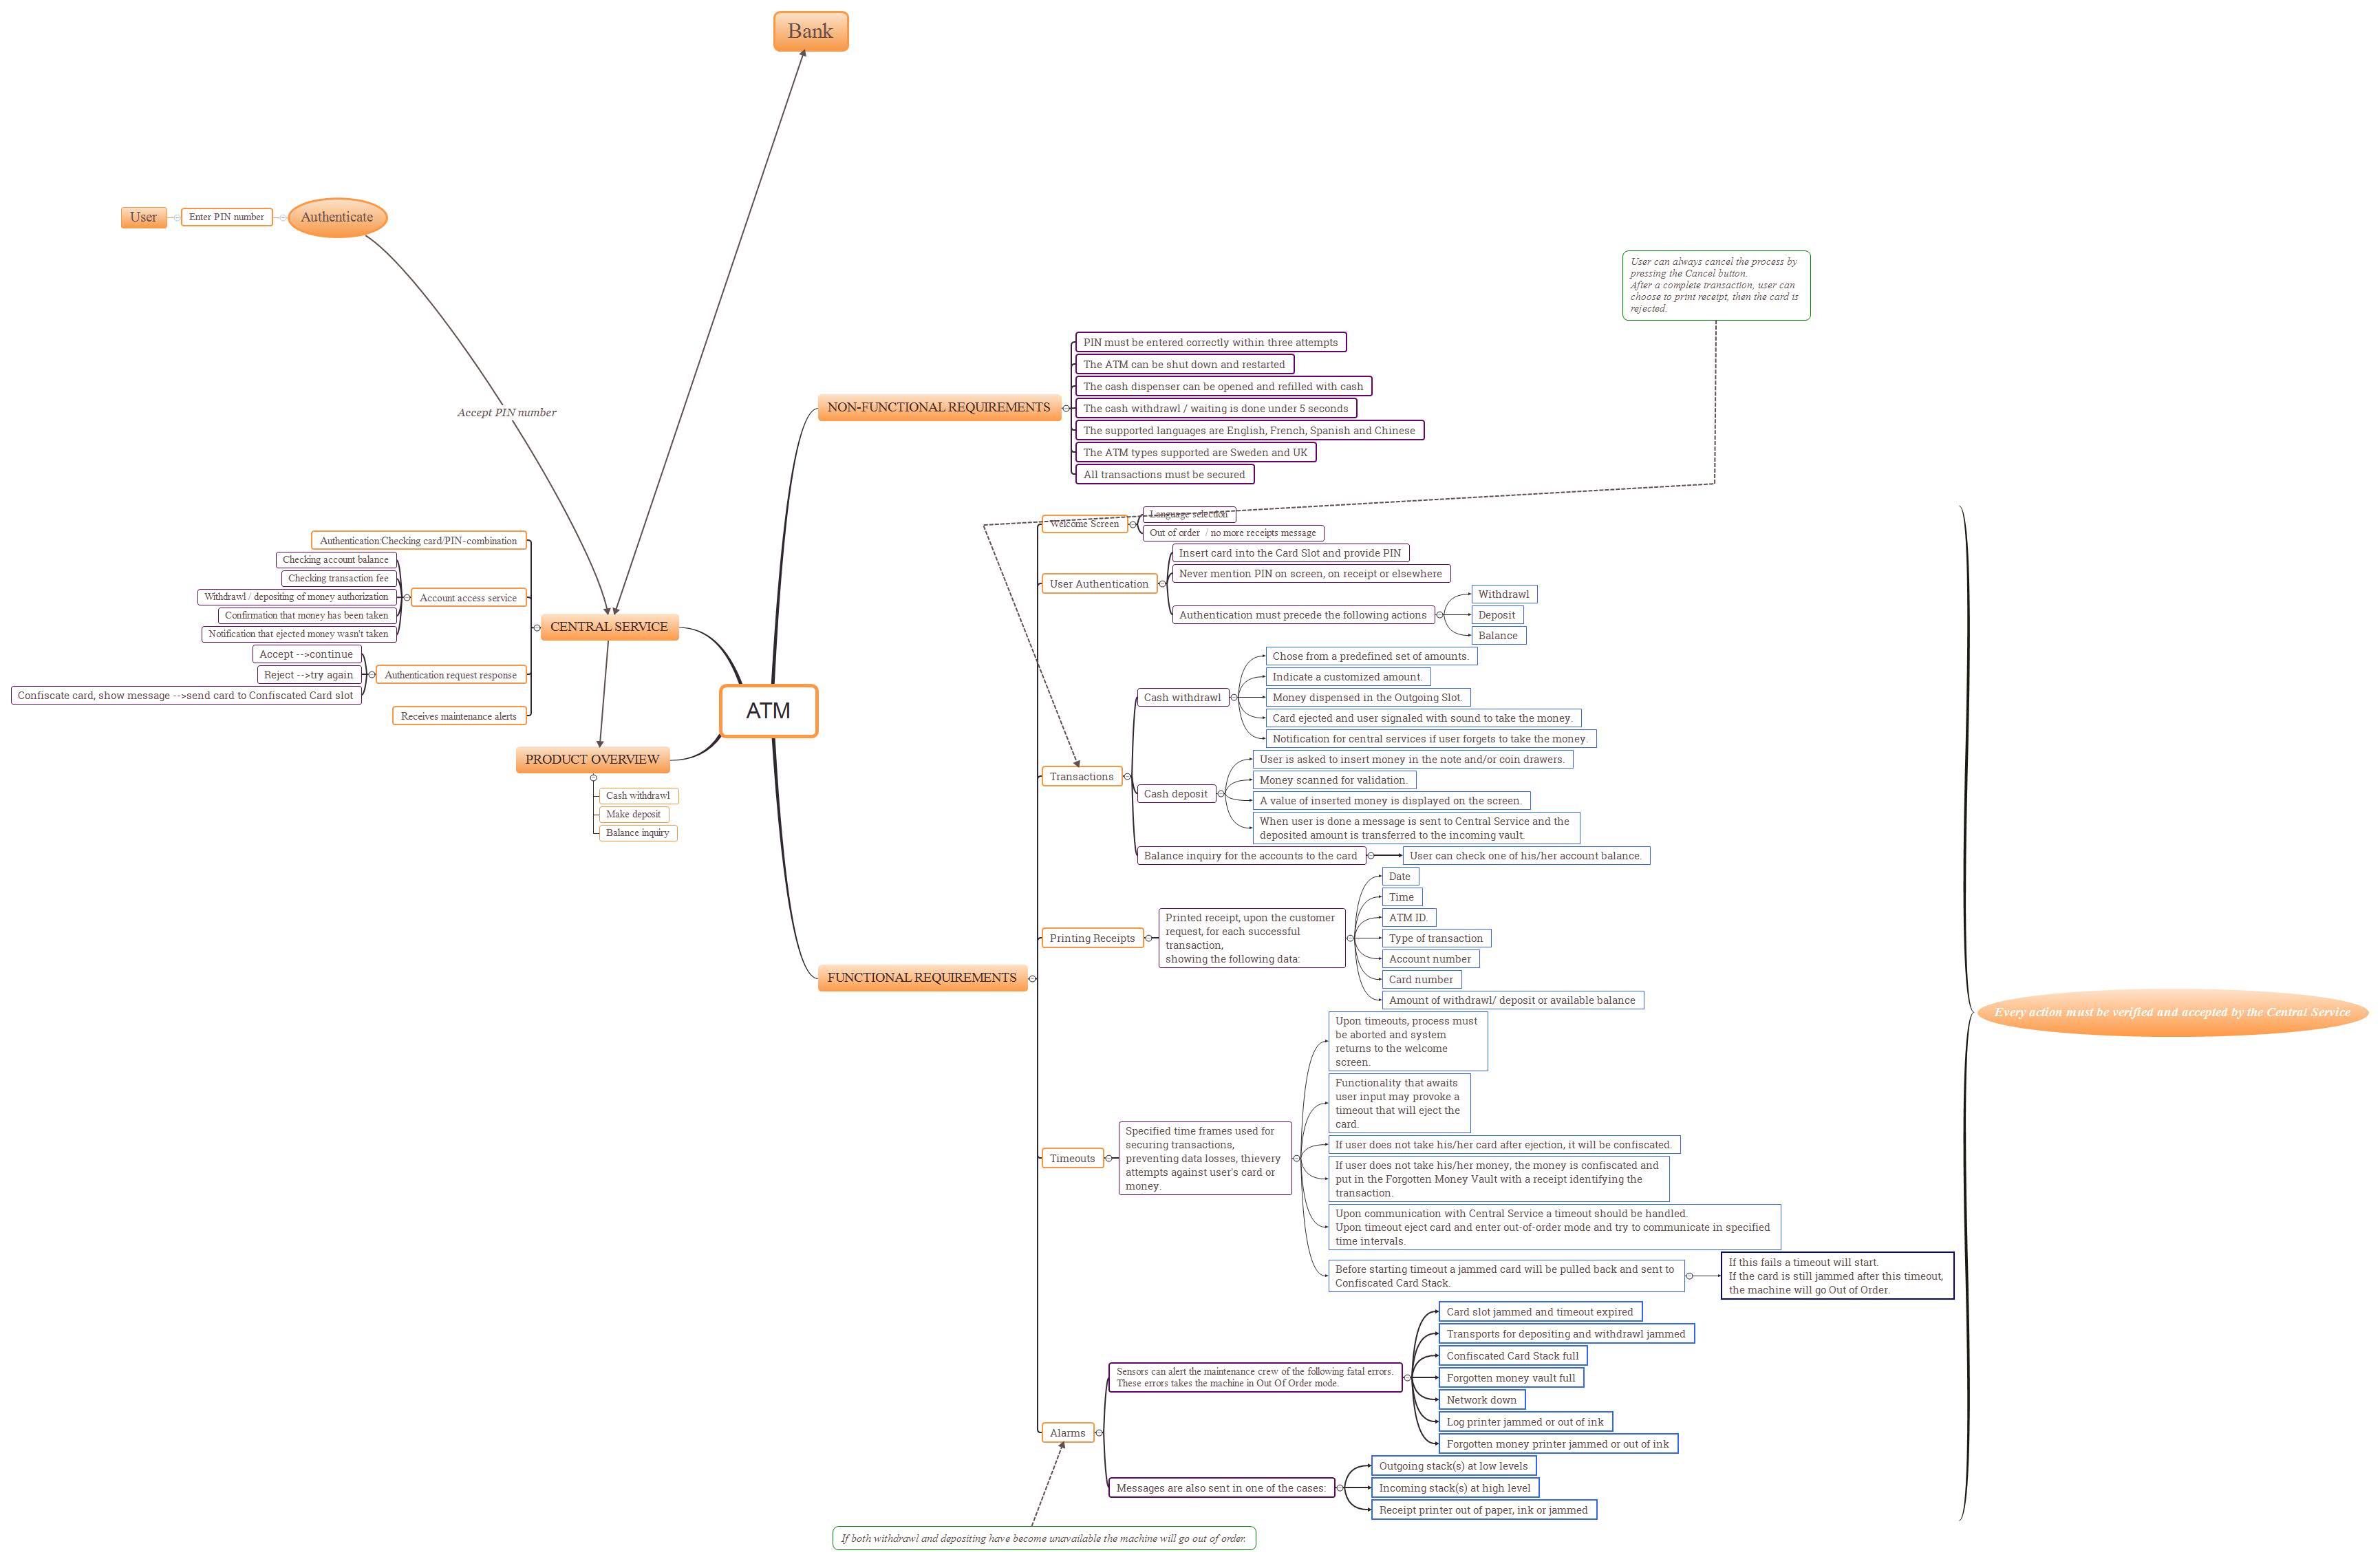 Bank
User
Enter PIN number
Authenticate
Accept PIN number
User can always cancel the process by
pressing the Cancel button.
After a complete transaction, user can
choose to print receipt, then the card is
rejected.
NON-FUNCTIONAL REQUIREMENTS
PIN must be entered correctly within three attempts
The ATM can be shut down and restarted
The cash dispenser can be opened and refilled with cash
The cash withdrawl / waiting is done under 5 seconds
The supported languages are English, French, Spanish and Chinese
The ATM types supported are Sweden and UK
All transactions must be secured
Authentication:Checking card/PIN-combination
Checking account balance
Checking transaction fee
Withdrawl / depositing of money authorization
Confirmation that money has been taken
Notification that ejected money wasn't taken
Account access service
Accept -->continue
Reject -->try again
Confiscate card, show message -->send card to Confiscated Card slot
Authentication request response
Receives maintenance alerts
CENTRAL SERVICE
ATM
PRODUCT OVERVIEW
Cash withdrawl
Make deposit
Balance inquiry
FUNCTIONAL REQUIREMENTS
Welcome Screen
Language selection
Out of order / no more receipts message
User Authentication
Insert card into the Card Slot and provide PIN
Never mention PIN on screen, on receipt or elsewhere
Authentication must precede the following actions
Withdrawl
Deposit
Balance
Transactions
Cash withdrawl
Chose from a predefined set of amounts.
Indicate a customized amount.
Money dispensed in the Outgoing Slot.
Card ejected and user signaled with sound to take the money.
Notification for central services if user forgets to take the money.
Cash deposit
User is asked to insert money in the note and/or coin drawers.
Money scanned for validation.
A value of inserted money is displayed on the screen.
When user is done a message is sent to Central Service and the
deposited amount is transferred to the incoming vault.
Balance inquiry for the accounts to the card
User can check one of his/her account balance.
Printing Receipts
Printed receipt, upon the customer
request, for each successful
transaction,
showing the following data:
Date
Time
ATM ID.
Type of transaction
Account number
Card number
Amount of withdrawl/ deposit or available balance
Timeouts
Specified time frames used for
securing transactions,
preventing data losses, thievery
attempts against user's card or
money.
Upon timeouts, process must
be aborted and system
returns to the welcome
screen.
Functionality that awaits
user input may provoke a
timeout that will eject the
card.
If user does not take his/her card after ejection, it will be confiscated.
If user does not take his/her money, the money is confiscated and
put in the Forgotten Money Vault with a receipt identifying the
transaction.
Upon communication with Central Service a timeout should be handled.
Upon timeout eject card and enter out-of-order mode and try to communicate in specified
time intervals.
Before starting timeout a jammed card will be pulled back and sent to
Confiscated Card Stack.
If this fails a timeout will start.
If the card is still jammed after this timeout,
the machine will go Out of Order.
Alarms
Sensors can alert the maintenance crew of the following fatal errors.
These errors takes the machine in Out Of Order mode.
Card slot jammed and timeout expired
Transports for depositing and withdrawl jammed
Confiscated Card Stack full
Forgotten money vault full
Network down
Log printer jammed or out of ink
Forgotten money printer jammed or out of ink
Messages are also sent in one of the cases:
Outgoing stack(s) at low levels
Incoming stack(s) at high level
Receipt printer out of paper, ink or jammed
If both withdrawl and depositing have become unavailable the machine will go out of order.
Every action must be verified and accepted by the Central Service